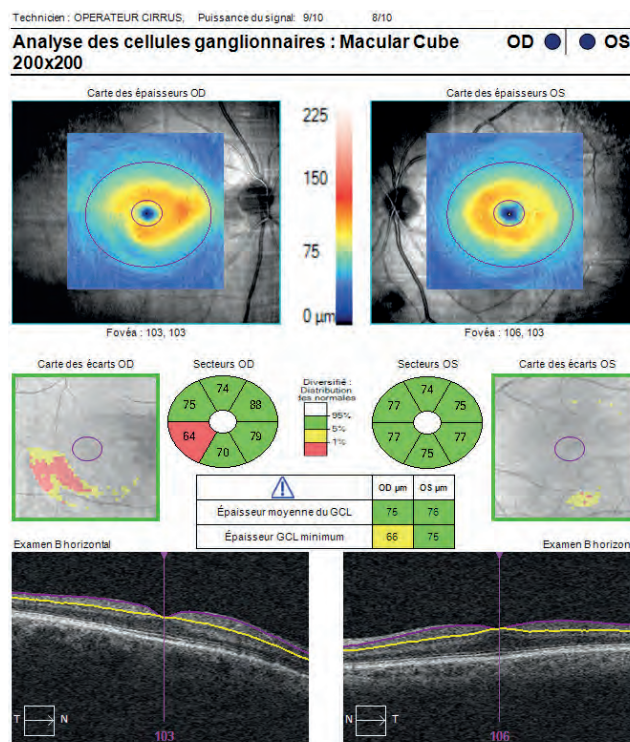 Technicien : OPERATEUR CIRRUS, Puissance du signal: 9/10 8/10
Analyse des cellules ganglionnaires : Macular Cube 200x200 OD OS
Carte des épaisseurs OD
Carte des épaisseurs OS
225
150
75
0 µm
Fovéa : 103, 103
Fovéa : 106, 103
Carte des écarts OD
Secteurs OD
Diversifié :
Distribution
des normales
95%
5%
1%
Secteurs OS
Carte des écarts OS
74
75 88
64 79
70
74
77 75
77 77
75
OD µm OS µm
Épaisseur moyenne du GCL 75 76
Épaisseur GCL minimum 66 75
Examen B horizontal
Examen B horizon
T N
103
T N
106